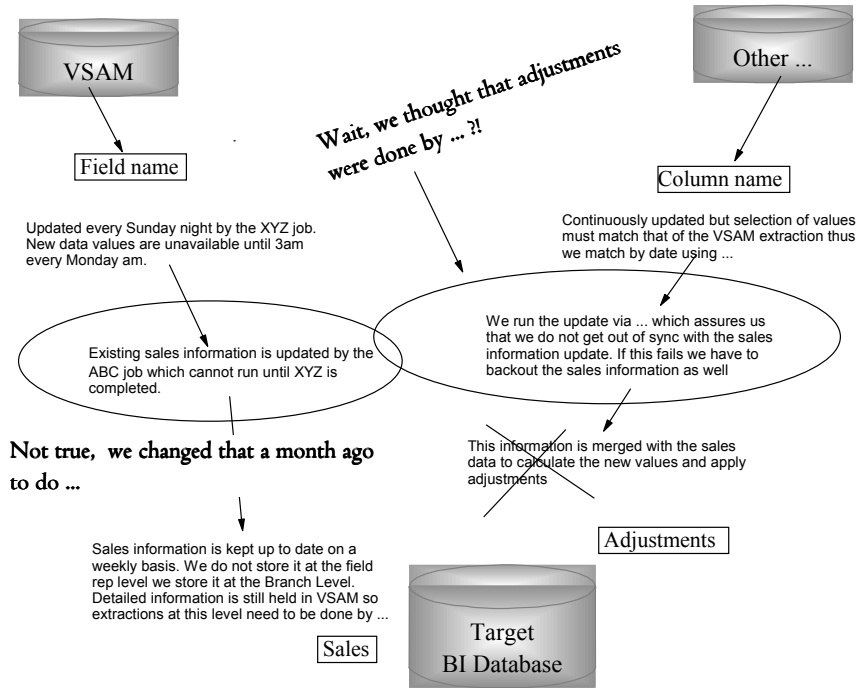 VSAM
Other ...
Wait, we thought that adjustments
were done by ... ?!
Field name
Column name
Updated every Sunday night by the XYZ job.
New data values are unavailable until 3am
every Monday am.
Continuously updated but selection of values
must match that of the VSAM extraction thus
we match by date using ...
Existing sales information is updated by the
ABC job which cannot run until XYZ is
completed.
We run the update via ... which assures us
that we do not get out of sync with the sales
information update. If this fails we have to
backout the sales information as well
Not true, we changed that a month ago
to do ...
This information is merged with the sales
data to calculate the new values and apply
adjustments
Sales information is kept up to date on a
weekly basis. We do not store it at the field
rep level we store it at the Branch Level.
Detailed information is still held in VSAM so
extractions at this level need to be done by ...
Adjustments
Sales
Target
BI Database